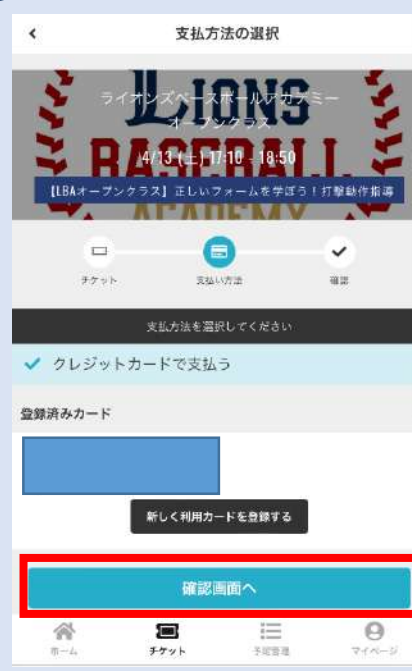 支払方法の選択
LIONS
ライオンズベースボールアカデミー
オープンクラス
BASEBALL
4/13 (土) 17:10 - 18:50
【LBAオープンクラス】正しいフォームを学ぼう！打撃動作指導
ACADEMY
チケット
支払い方法
確認
支払方法を選択してください
クレジットカードで支払う
登録済みカード
新しく利用カードを登録する
確認画面へ
ホーム
チケット
予定管理
マイページ